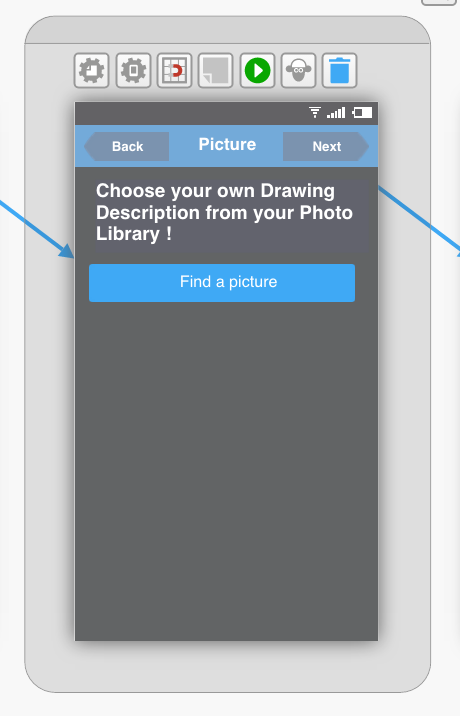 Back Picture Next
Choose your own Drawing
Description from your Photo
Library !
Find a picture